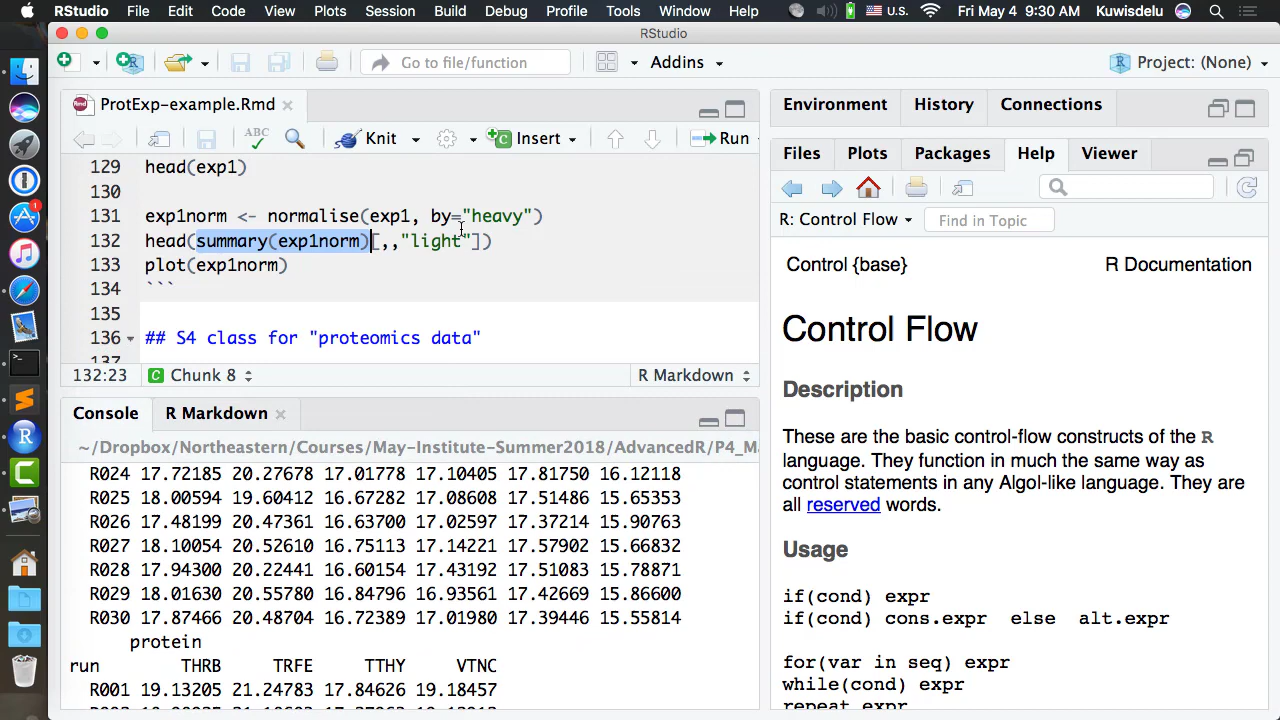 RStudio File Edit Code View Plots Session Build Debug Profile Tools Window Help U.S. Fri May 4 9:30 AM Kuwisdelu
RStudio
Go to file/function Addins Project: (None)
ProtExp-example.Rmd
ABC Knit Insert Run
129 head(exp1)
130
131 exp1norm <- normalise(exp1, by="heavy")
132 head(summary(exp1norm)[,,"light"])
133 plot(exp1norm)
134 ```
135
136 ## S4 class for "proteomics data"
137
132:23 Chunk 8 R Markdown
Console R Markdown
~/Dropbox/Northeastern/Courses/May-Institute-Summer2018/AdvancedR/P4_Ma
R024 17.72185 20.27678 17.01778 17.10405 17.81750 16.12118
R025 18.00594 19.60412 16.67282 17.08608 17.51486 15.65353
R026 17.48199 20.47361 16.63700 17.02597 17.37214 15.90763
R027 18.10054 20.52610 16.75113 17.14221 17.57902 15.66832
R028 17.94300 20.22441 16.60154 17.43192 17.51083 15.78871
R029 18.01630 20.55780 16.84796 16.93561 17.42669 15.86600
R030 17.87466 20.48704 16.72389 17.01980 17.39446 15.55814
protein
run THRB TRFE TTHY VTNC
R001 19.13205 21.24783 17.84626 19.18457
Environment History Connections
Files Plots Packages Help Viewer
R: Control Flow Find in Topic
Control {base} R Documentation
Control Flow
Description
These are the basic control-flow constructs of the R
language. They function in much the same way as
control statements in any Algol-like language. They are
all reserved words.
Usage
if(cond) expr
if(cond) cons.expr else alt.expr
for(var in seq) expr
while(cond) expr
repeat expr